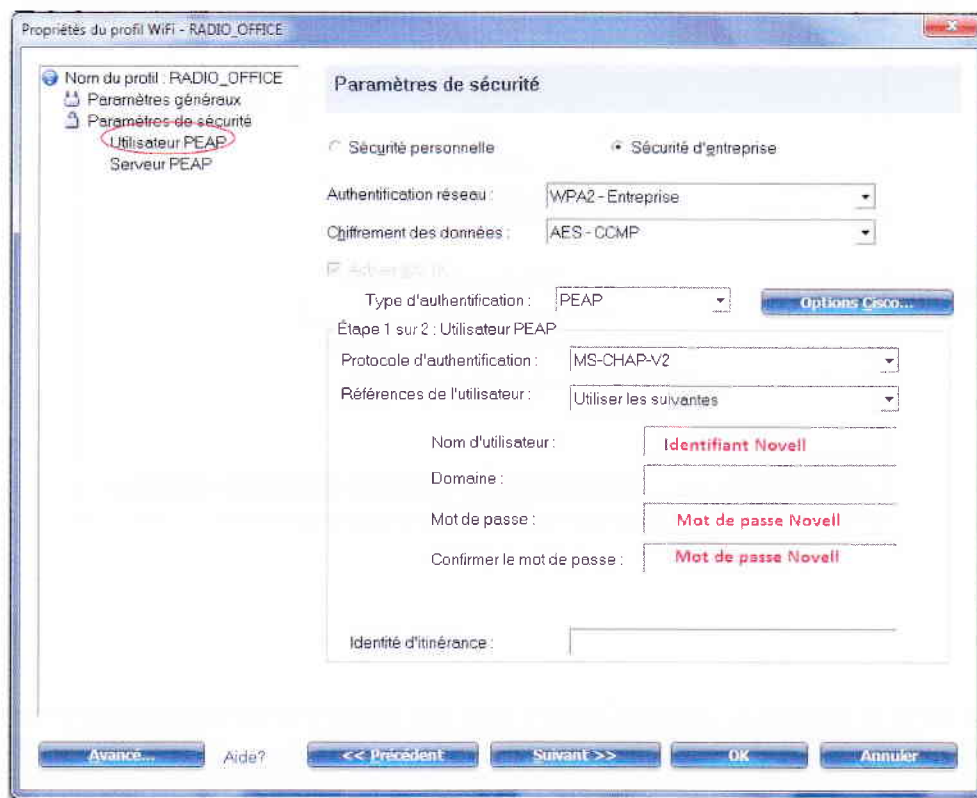 Propriétés du profil WiFi - RADIO_OFFICE
Nom du profil : RADIO_OFFICE
Paramètres généraux
Paramètres de sécurité
Utilisateur PEAP
Serveur PEAP
Paramètres de sécurité
Sécurité personnelle
Sécurité d'entreprise
Authentification réseau :
WPA2 - Entreprise
Chiffrement des données :
AES - CCMP
Type d'authentification :
PEAP
Options Cisco...
Étape 1 sur 2 : Utilisateur PEAP
Protocole d'authentification :
MS-CHAP-V2
Références de l'utilisateur :
Utiliser les suivantes
Nom d'utilisateur :
Identifiant Novell
Domaine :
Mot de passe :
Mot de passe Novell
Confirmer le mot de passe :
Mot de passe Novell
Identité d'itinérance :
Avancé...
Aide?
<< Précédent
Suivant >>
OK
Annuler